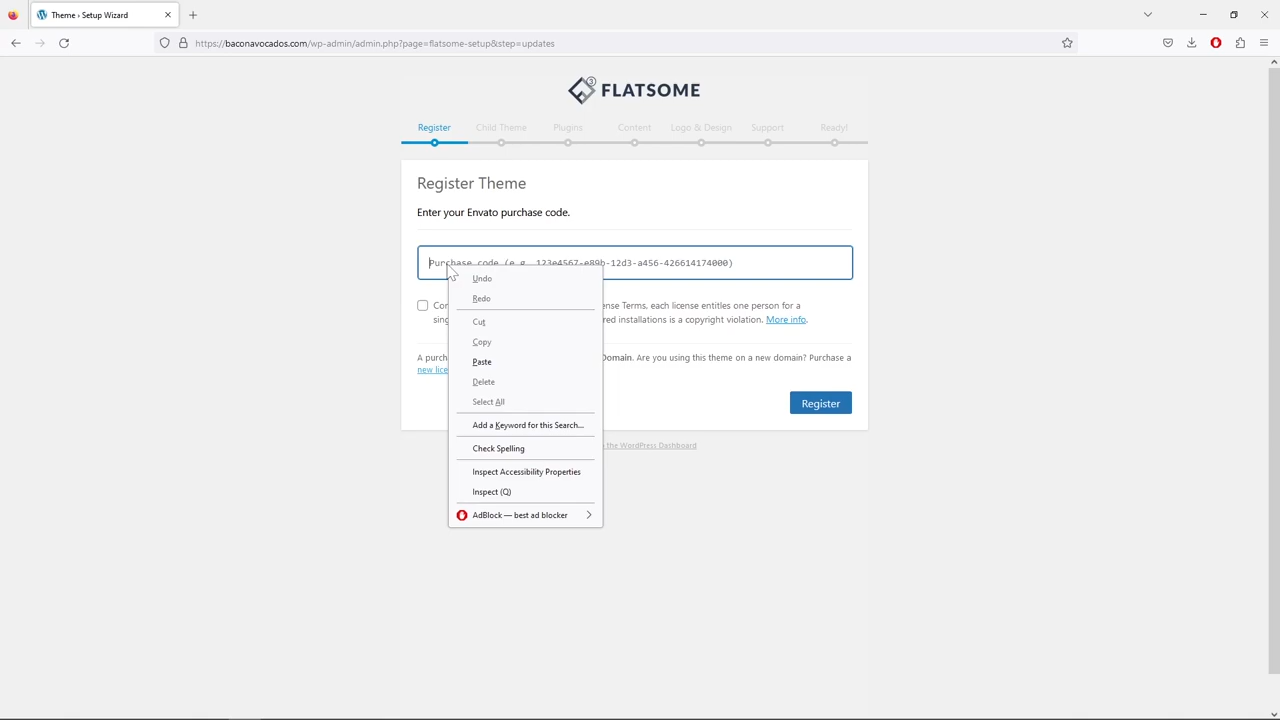 Theme › Setup Wizard
https://baconavocados.com/wp-admin/admin.php?page=flatsome-setup&step=updates
3
FLATSOME
Register
Child Theme
Plugins
Content
Logo & Design
Support
Ready!
Register Theme
Enter your Envato purchase code.
Purchase code (e.g. 123e4567-e89b-12d3-a456-426614174000)
Undo
Redo
Cut
Copy
Paste
Delete
Select All
Add a Keyword for this Search...
Check Spelling
Inspect Accessibility Properties
Inspect (Q)
AdBlock — best ad blocker
Con
nse Terms, each license entitles one person for a
sing
red installations is a copyright violation. More info.
A purch
Domain. Are you using this theme on a new domain? Purchase a
new lice
Register
the WordPress Dashboard